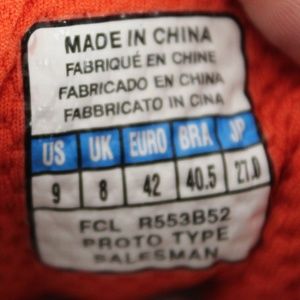 MADE IN CHINA
FABRIQUÉ EN CHINE
FABRICADO EN CHINA
FABBRICATO IN CINA
US UK EURO BRA JP
9 8 42 40.5 27.0
FCL R553B52
PROTO TYPE
SALESMAN